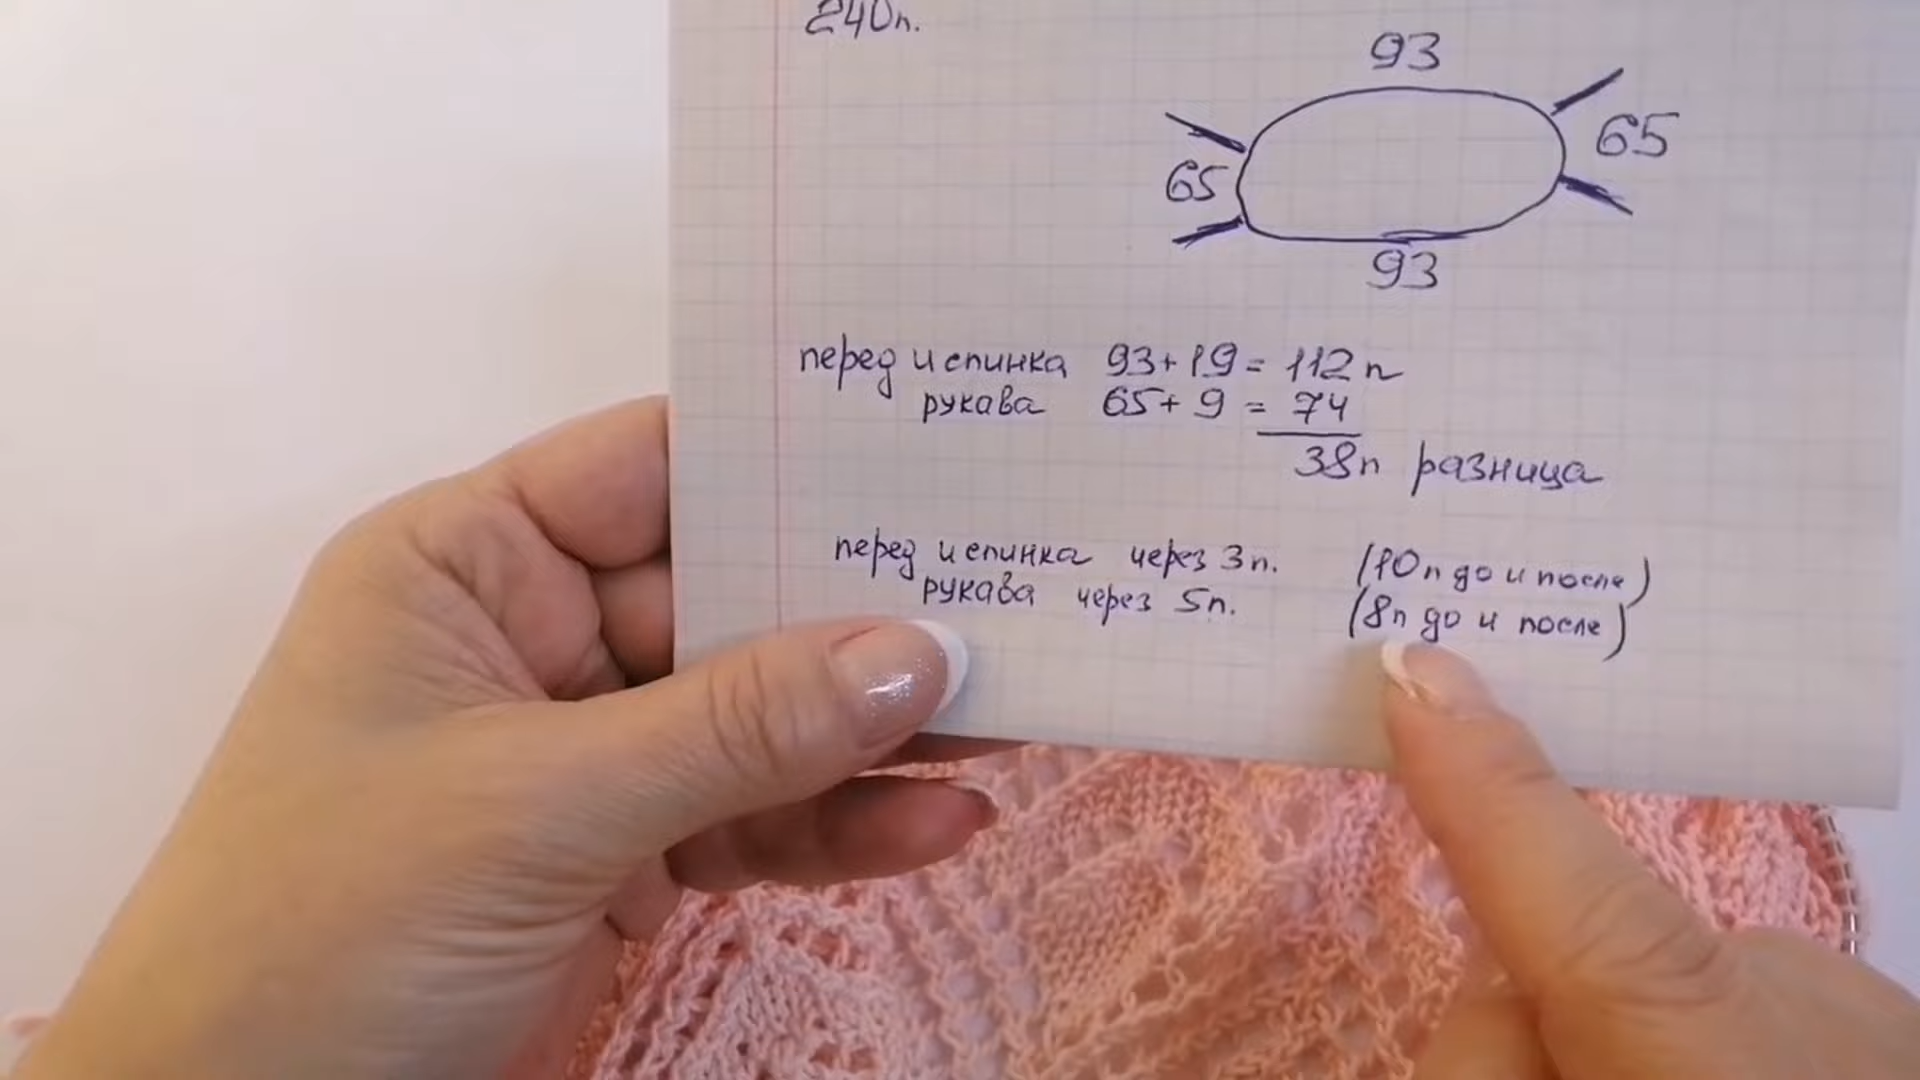 240п.
93
65
65
93
перед и спинка 93+19=112п
рукава 65+9=74
38п разница
перед и спинка через 3п. (10п до и после)
рукава через 5п. (8п до и после)